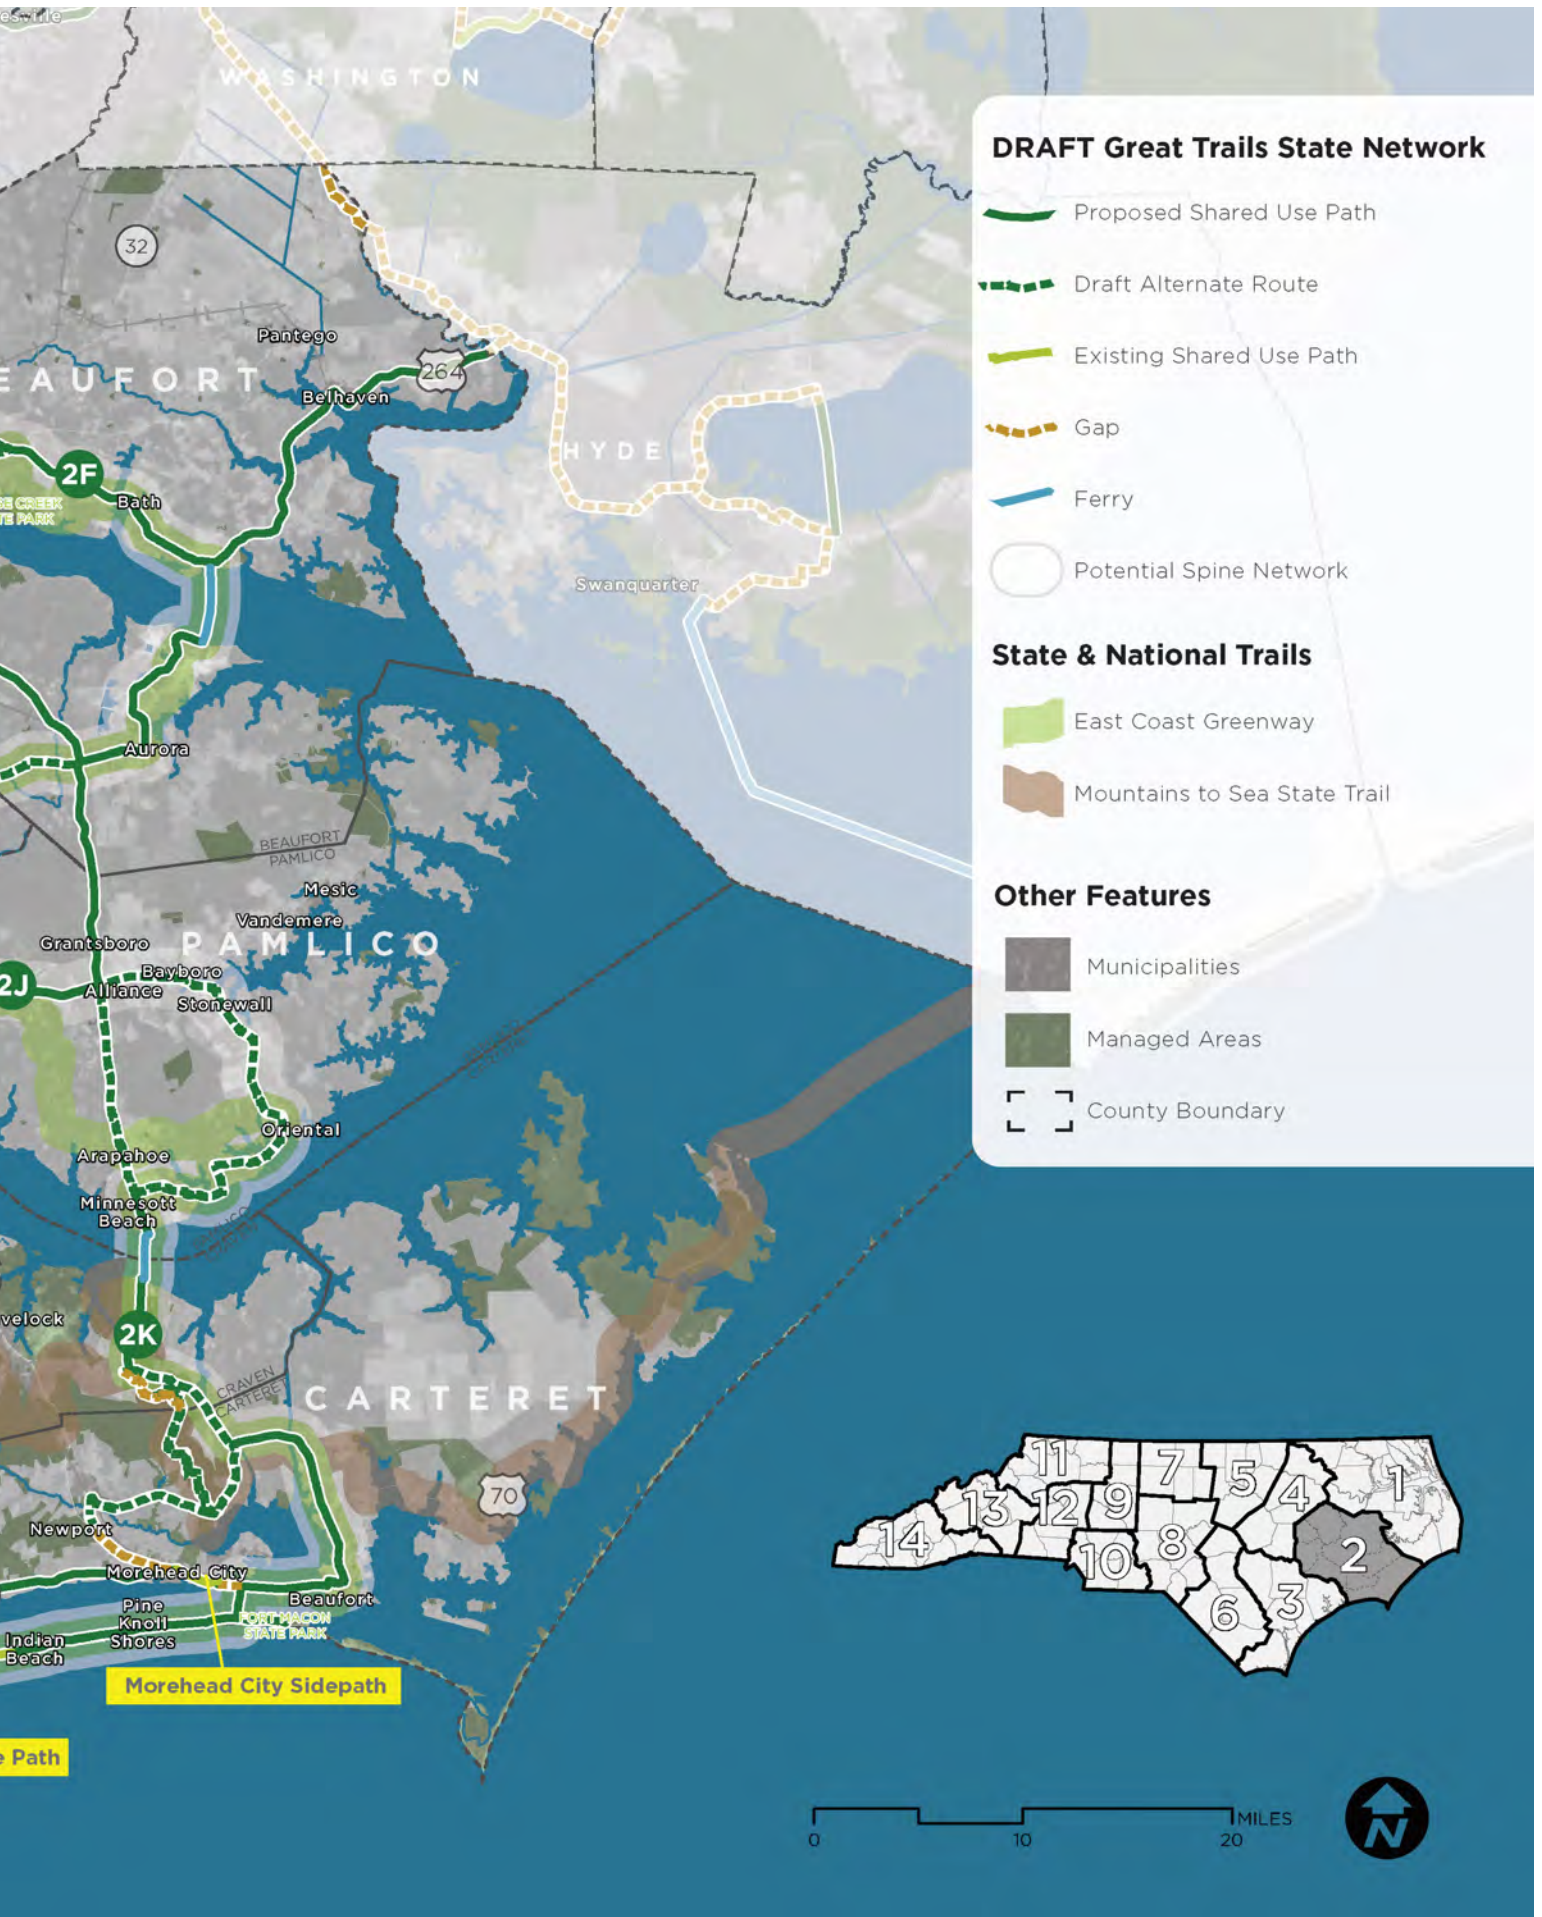 WASHINGTON
32
Pantego
264
EAUFORT
Belhaven
HYDE
2F
Bath
SE CREEK
TE PARK
Swanquarter
Aurora
BEAUFORT
PAMLICO
Mesic
Vandemere
Grantsboro
PAMLICO
Bayboro
2J
Alliance
Stonewall
Oriental
Arapahoe
Minnesott
Beach
velock
2K
CRAVEN
CARTERET
CARTERET
70
Newport
Morehead City
Beaufort
Pine
Knoll
Shores
FORT MACON
STATE PARK
Indian
Beach
Morehead City Sidepath
e Path
DRAFT Great Trails State Network
Proposed Shared Use Path
Draft Alternate Route
Existing Shared Use Path
Gap
Ferry
Potential Spine Network
State & National Trails
East Coast Greenway
Mountains to Sea State Trail
Other Features
Municipalities
Managed Areas
County Boundary
11
7
5
4
1
13
12
9
14
8
10
2
3
6
MILES
0
10
20
N